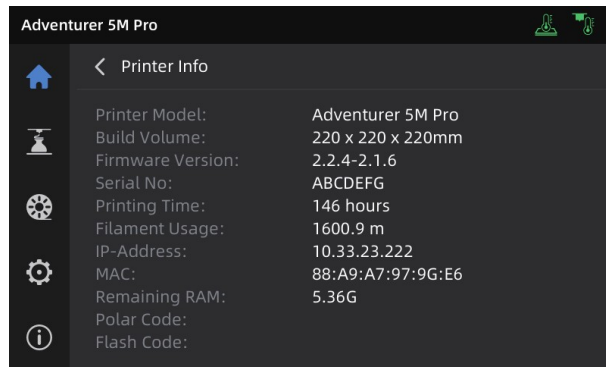 Adventurer 5M Pro
Printer Info
Printer Model: Adventurer 5M Pro
Build Volume: 220 x 220 x 220mm
Firmware Version: 2.2.4-2.1.6
Serial No: ABCDEFG
Printing Time: 146 hours
Filament Usage: 1600.9 m
IP-Address: 10.33.23.222
MAC: 88:A9:A7:97:9G:E6
Remaining RAM: 5.36G
Polar Code:
Flash Code: